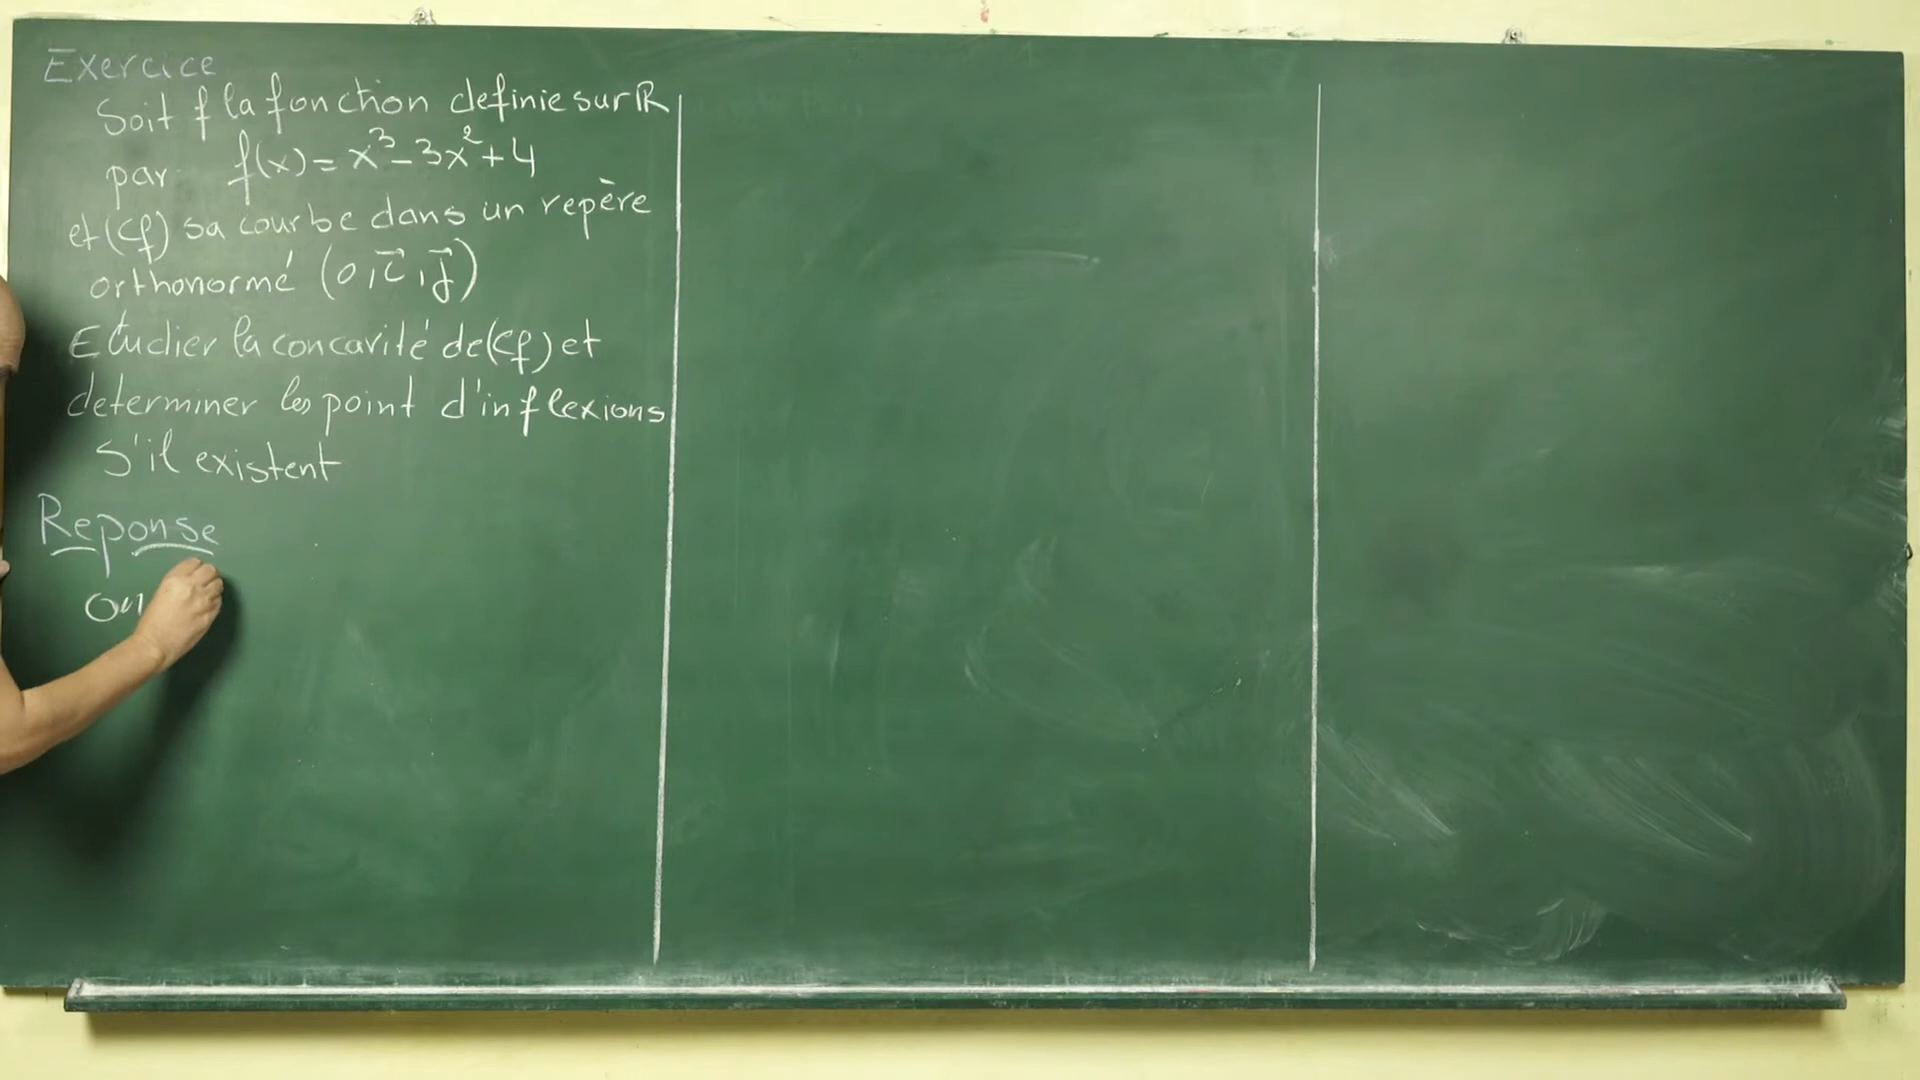 Exercice
Soit f la fonction definie sur ℝ
par f(x) = x³ - 3x² + 4
et (Cf) sa courbe dans un repère
orthonormé (o, i⃗, j⃗)
Etudier la concavité de (Cf) et
determiner les point d'inflexions
S'il existent
Reponse
on